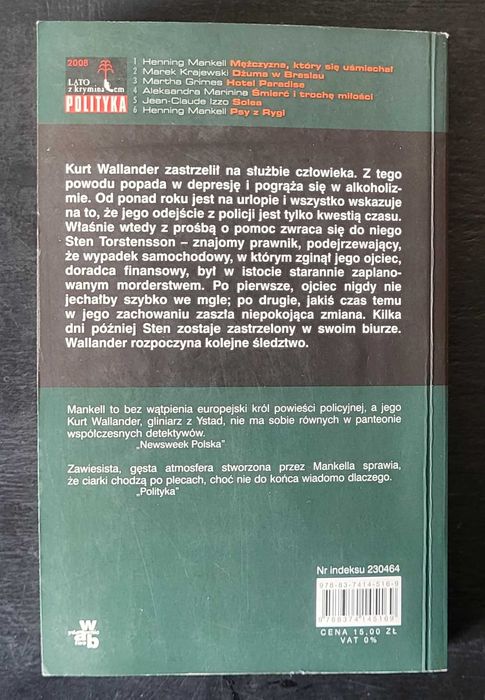 2008
LATO
z kryminałem
POLITYKA
1 Henning Mankell Mężczyzna, który się uśmiechał
2 Marek Krajewski Dżuma w Breslau
3 Martha Grimes Hotel Paradise
4 Aleksandra Marinina Śmierć i trochę miłości
5 Jean-Claude Izzo Solea
6 Henning Mankell Psy z Rygi
Kurt Wallander zastrzelił na służbie człowieka. Z tego
powodu popada w depresję i pogrąża się w alkoholiz-
mie. Od ponad roku jest na urlopie i wszystko wskazuje
na to, że jego odejście z policji jest tylko kwestią czasu.
Właśnie wtedy z prośbą o pomoc zwraca się do niego
Sten Torstensson – znajomy prawnik, podejrzewający,
że wypadek samochodowy, w którym zginął jego ojciec,
doradca finansowy, był w istocie starannie zaplano-
wanym morderstwem. Po pierwsze, ojciec nigdy nie
jechałby szybko we mgle; po drugie, jakiś czas temu
w jego zachowaniu zaszła niepokojąca zmiana. Kilka
dni później Sten zostaje zastrzelony w swoim biurze.
Wallander rozpoczyna kolejne śledztwo.
Mankell to bez wątpienia europejski król powieści policyjnej, a jego
Kurt Wallander, gliniarz z Ystad, nie ma sobie równych w panteonie
współczesnych detektywów.
„Newsweek Polska”
Zawiesista, gęsta atmosfera stworzona przez Mankella sprawia,
że ciarki chodzą po plecach, choć nie do końca wiadomo dlaczego.
„Polityka”
Nr indeksu 230464
978-83-7414-516-9
9788374145169
CENA 15,00 ZŁ
VAT 0%
w
a b